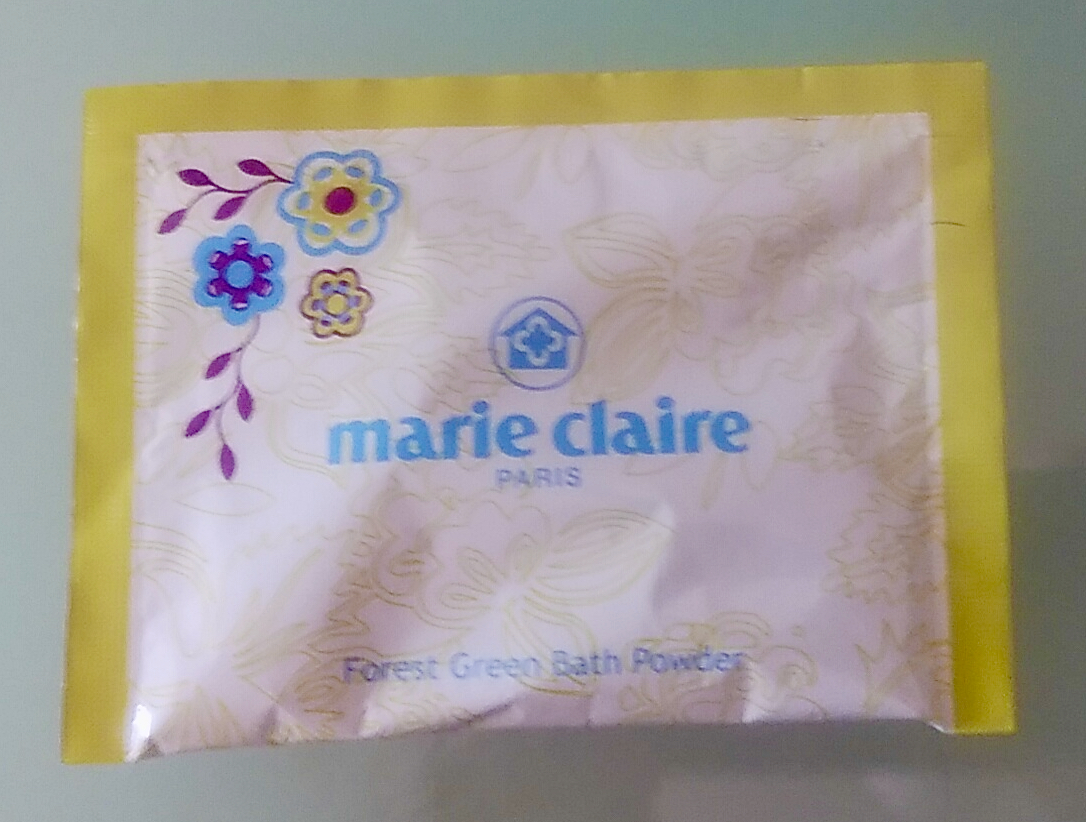 marie claire
PARIS
Forest Green Bath Powder